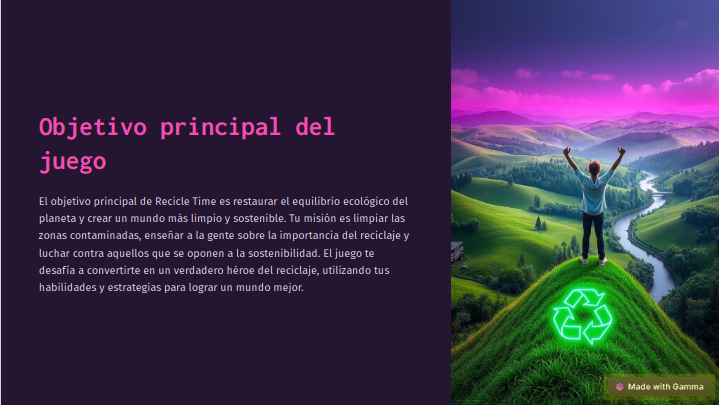 Objetivo principal del
juego
El objetivo principal de Recicle Time es restaurar el equilibrio ecológico del
planeta y crear un mundo más limpio y sostenible. Tu misión es limpiar las
zonas contaminadas, enseñar a la gente sobre la importancia del reciclaje y
luchar contra aquellos que se oponen a la sostenibilidad. El juego te
desafía a convertirte en un verdadero héroe del reciclaje, utilizando tus
habilidades y estrategias para lograr un mundo mejor.
Made with Gamma